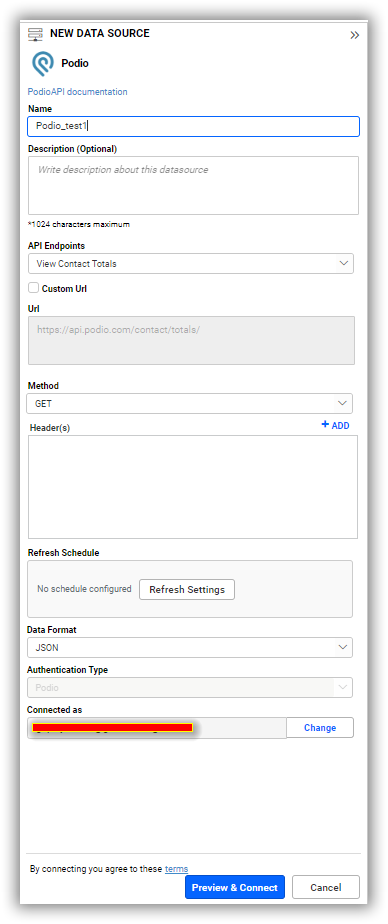 NEW DATA SOURCE
Podio
PodioAPI documentation
Name
Podio_test1
Description (Optional)
Write description about this datasource
*1024 characters maximum
API Endpoints
View Contact Totals
Custom Url
Url
https://api.podio.com/contact/totals/
Method
GET
Header(s)
+ ADD
Refresh Schedule
No schedule configured Refresh Settings
Data Format
JSON
Authentication Type
Podio
Connected as
Change
By connecting you agree to these terms
Preview & Connect Cancel